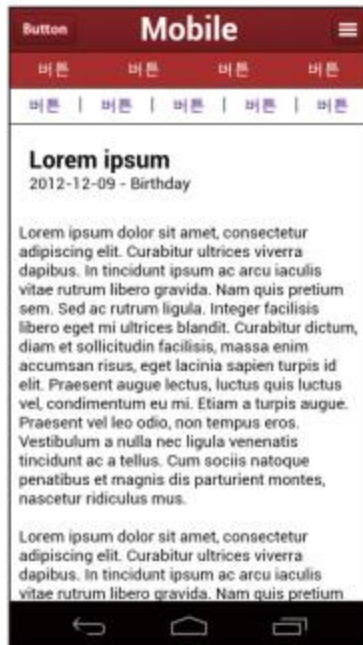 Button Mobile
버튼 버튼 버튼 버튼
버튼 | 버튼 | 버튼 | 버튼 | 버튼
Lorem ipsum
2012-12-09 - Birthday
Lorem ipsum dolor sit amet, consectetur
adipiscing elit. Curabitur ultrices viverra
dapibus. In tincidunt ipsum ac arcu iaculis
vitae rutrum libero gravida. Nam quis pretium
sem. Sed ac rutrum ligula. Integer facilisis
libero eget mi ultrices blandit. Curabitur dictum,
diam et sollicitudin facilisis, massa enim
accumsan risus, eget lacinia sapien turpis id
elit. Praesent augue lectus, luctus quis luctus
vel, condimentum eu mi. Etiam a turpis augue.
Praesent vel leo odio, non tempus eros.
Vestibulum a nulla nec ligula venenatis
tincidunt ac a tellus. Cum sociis natoque
penatibus et magnis dis parturient montes,
nascetur ridiculus mus.
Lorem ipsum dolor sit amet, consectetur
adipiscing elit. Curabitur ultrices viverra
dapibus. In tincidunt ipsum ac arcu iaculis
vitae rutrum libero gravida. Nam quis pretium